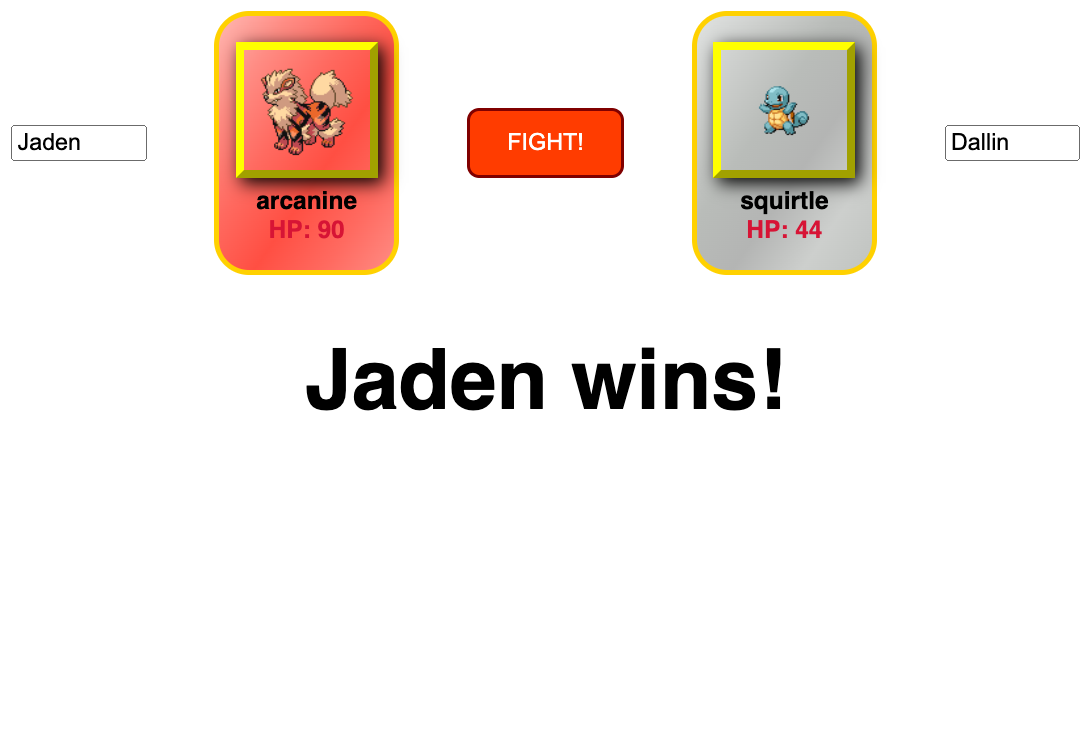 Jaden
arcanine
HP: 90
FIGHT!
squirtle
HP: 44
Dallin
Jaden wins!